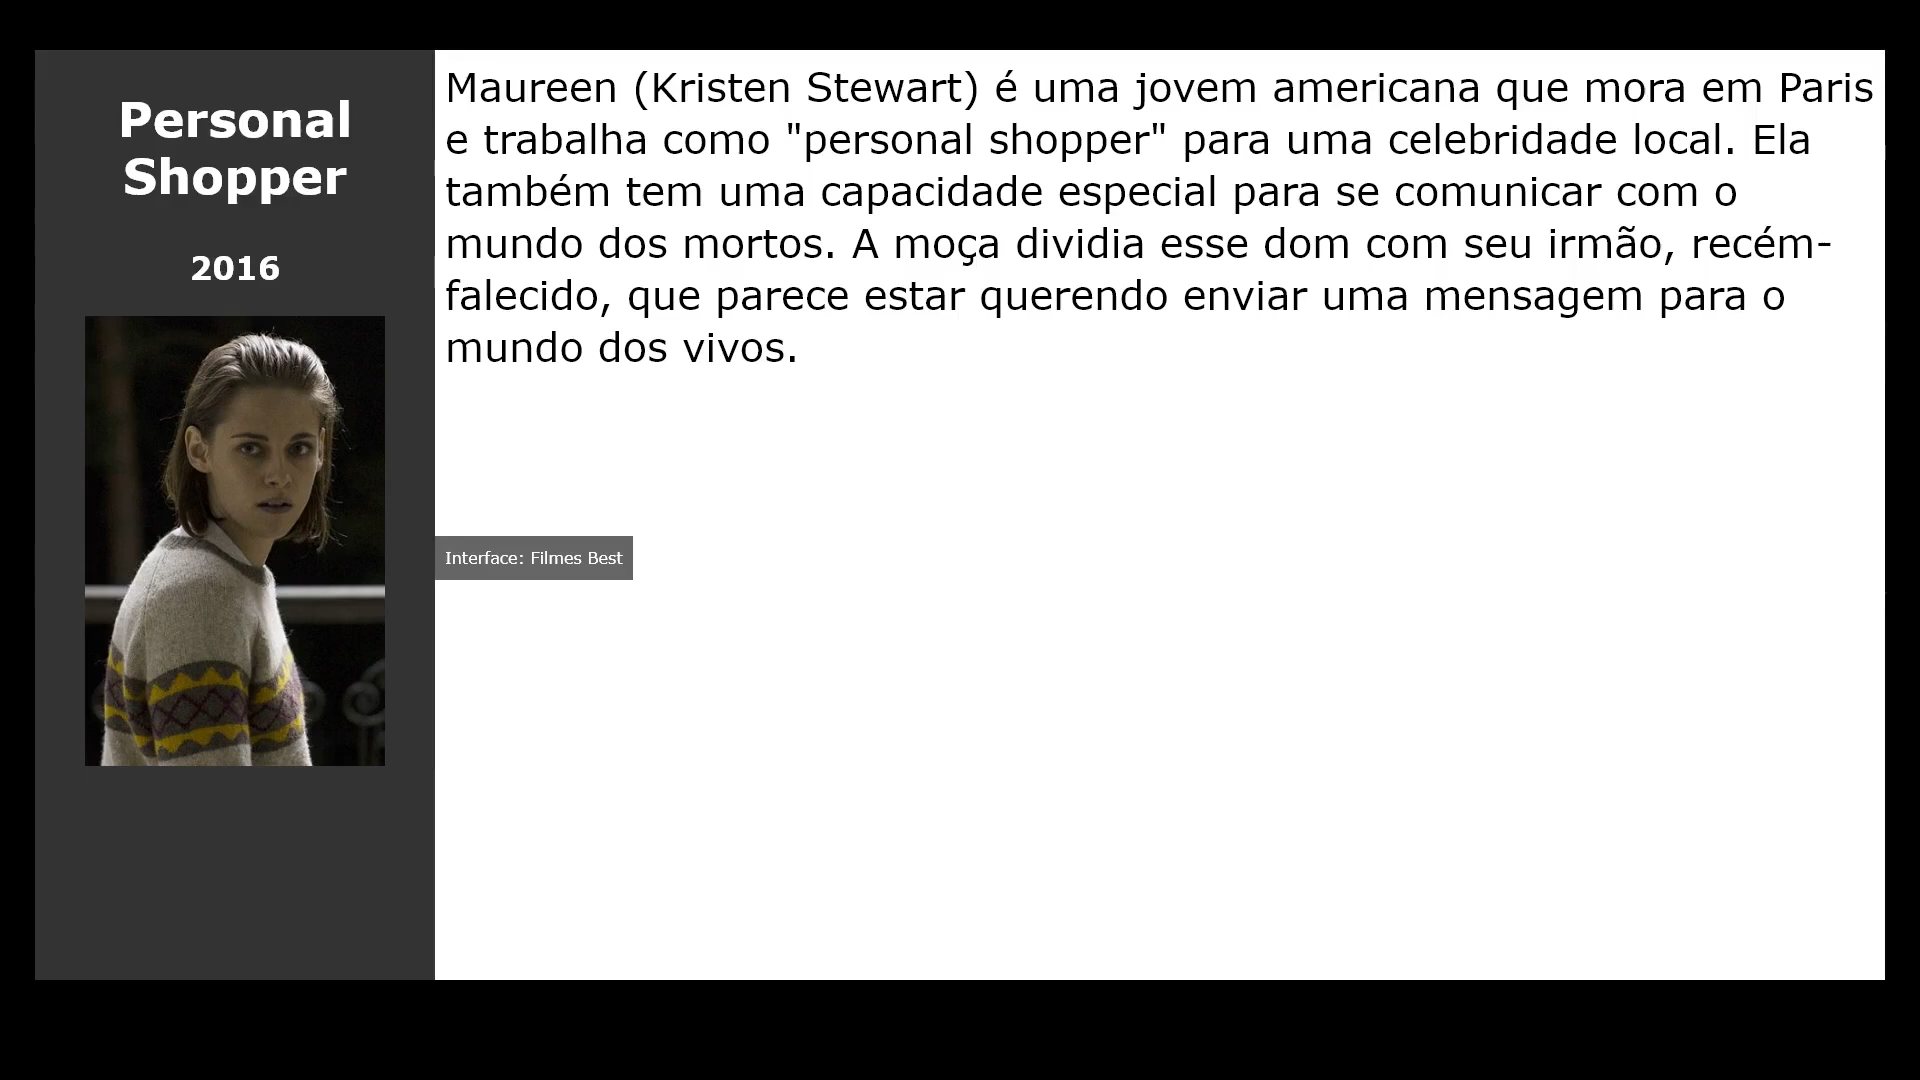 Personal
Shopper
2016
Maureen (Kristen Stewart) é uma jovem americana que mora em Paris
e trabalha como "personal shopper" para uma celebridade local. Ela
também tem uma capacidade especial para se comunicar com o
mundo dos mortos. A moça dividia esse dom com seu irmão, recém-
falecido, que parece estar querendo enviar uma mensagem para o
mundo dos vivos.
Interface: Filmes Best